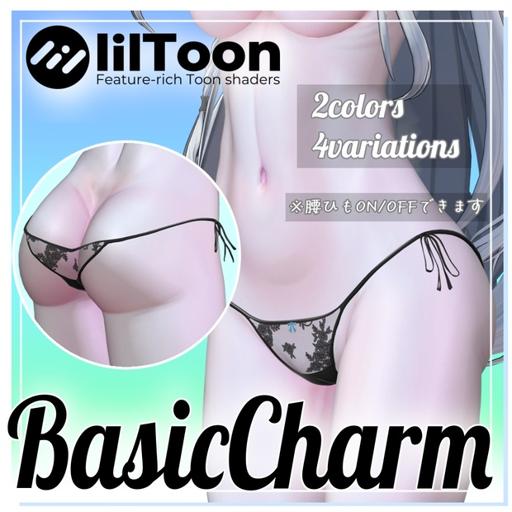 lilToon
Feature-rich Toon shaders
2colors
4variations
※腰ひもON/OFFできます
BasicCharm